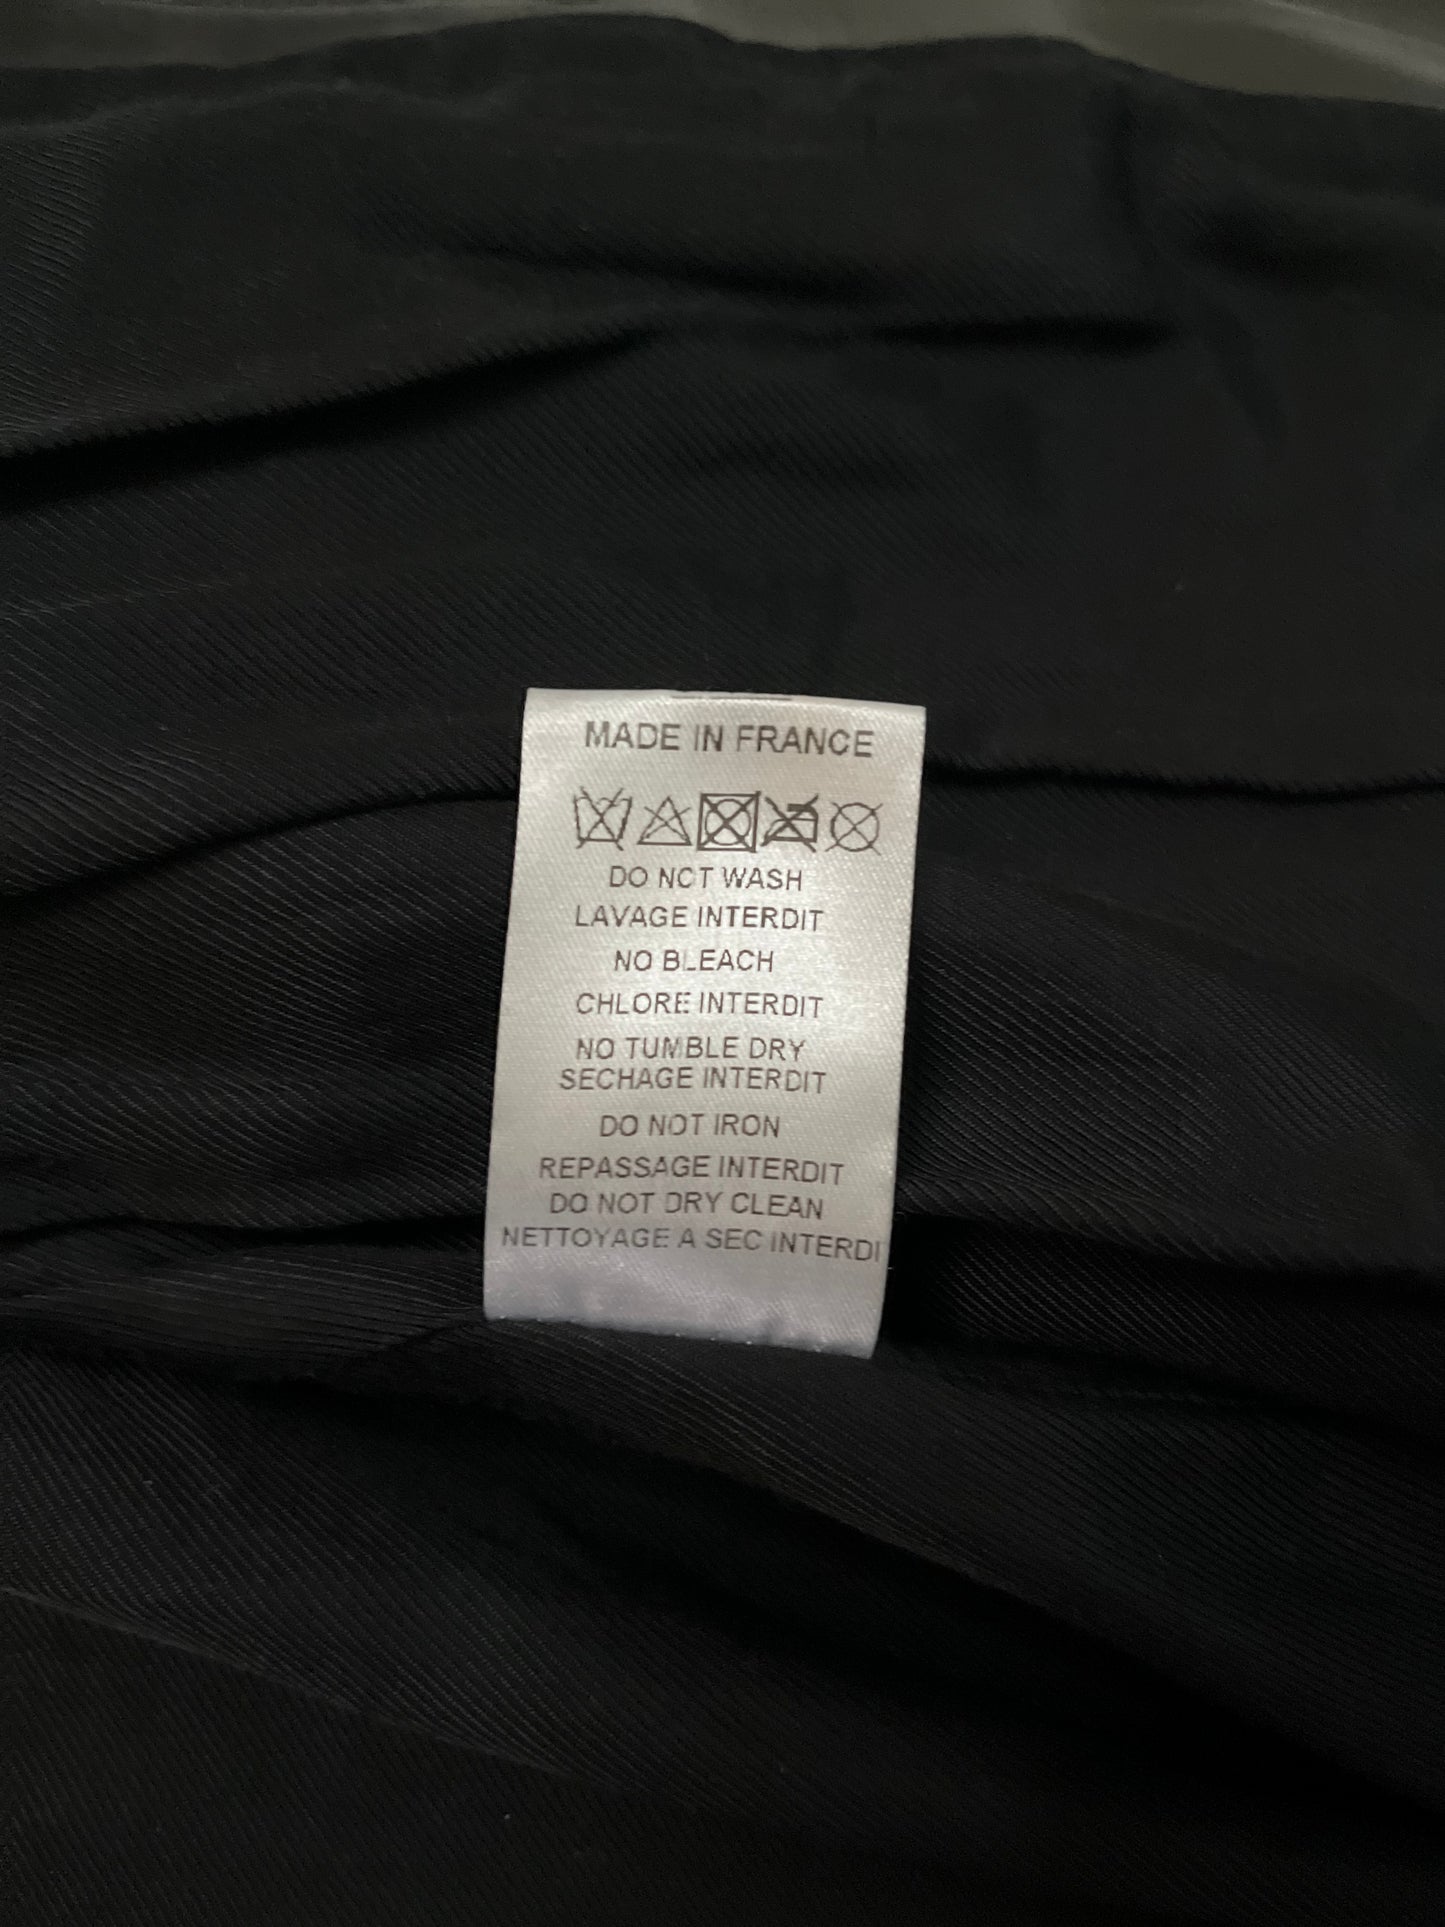 MADE IN FRANCE
DO NOT WASH
LAVAGE INTERDIT
NO BLEACH
CHLORE INTERDIT
NO TUMBLE DRY
SECHAGE INTERDIT
DO NOT IRON
REPASSAGE INTERDIT
DO NOT DRY CLEAN
NETTOYAGE A SEC INTERDI